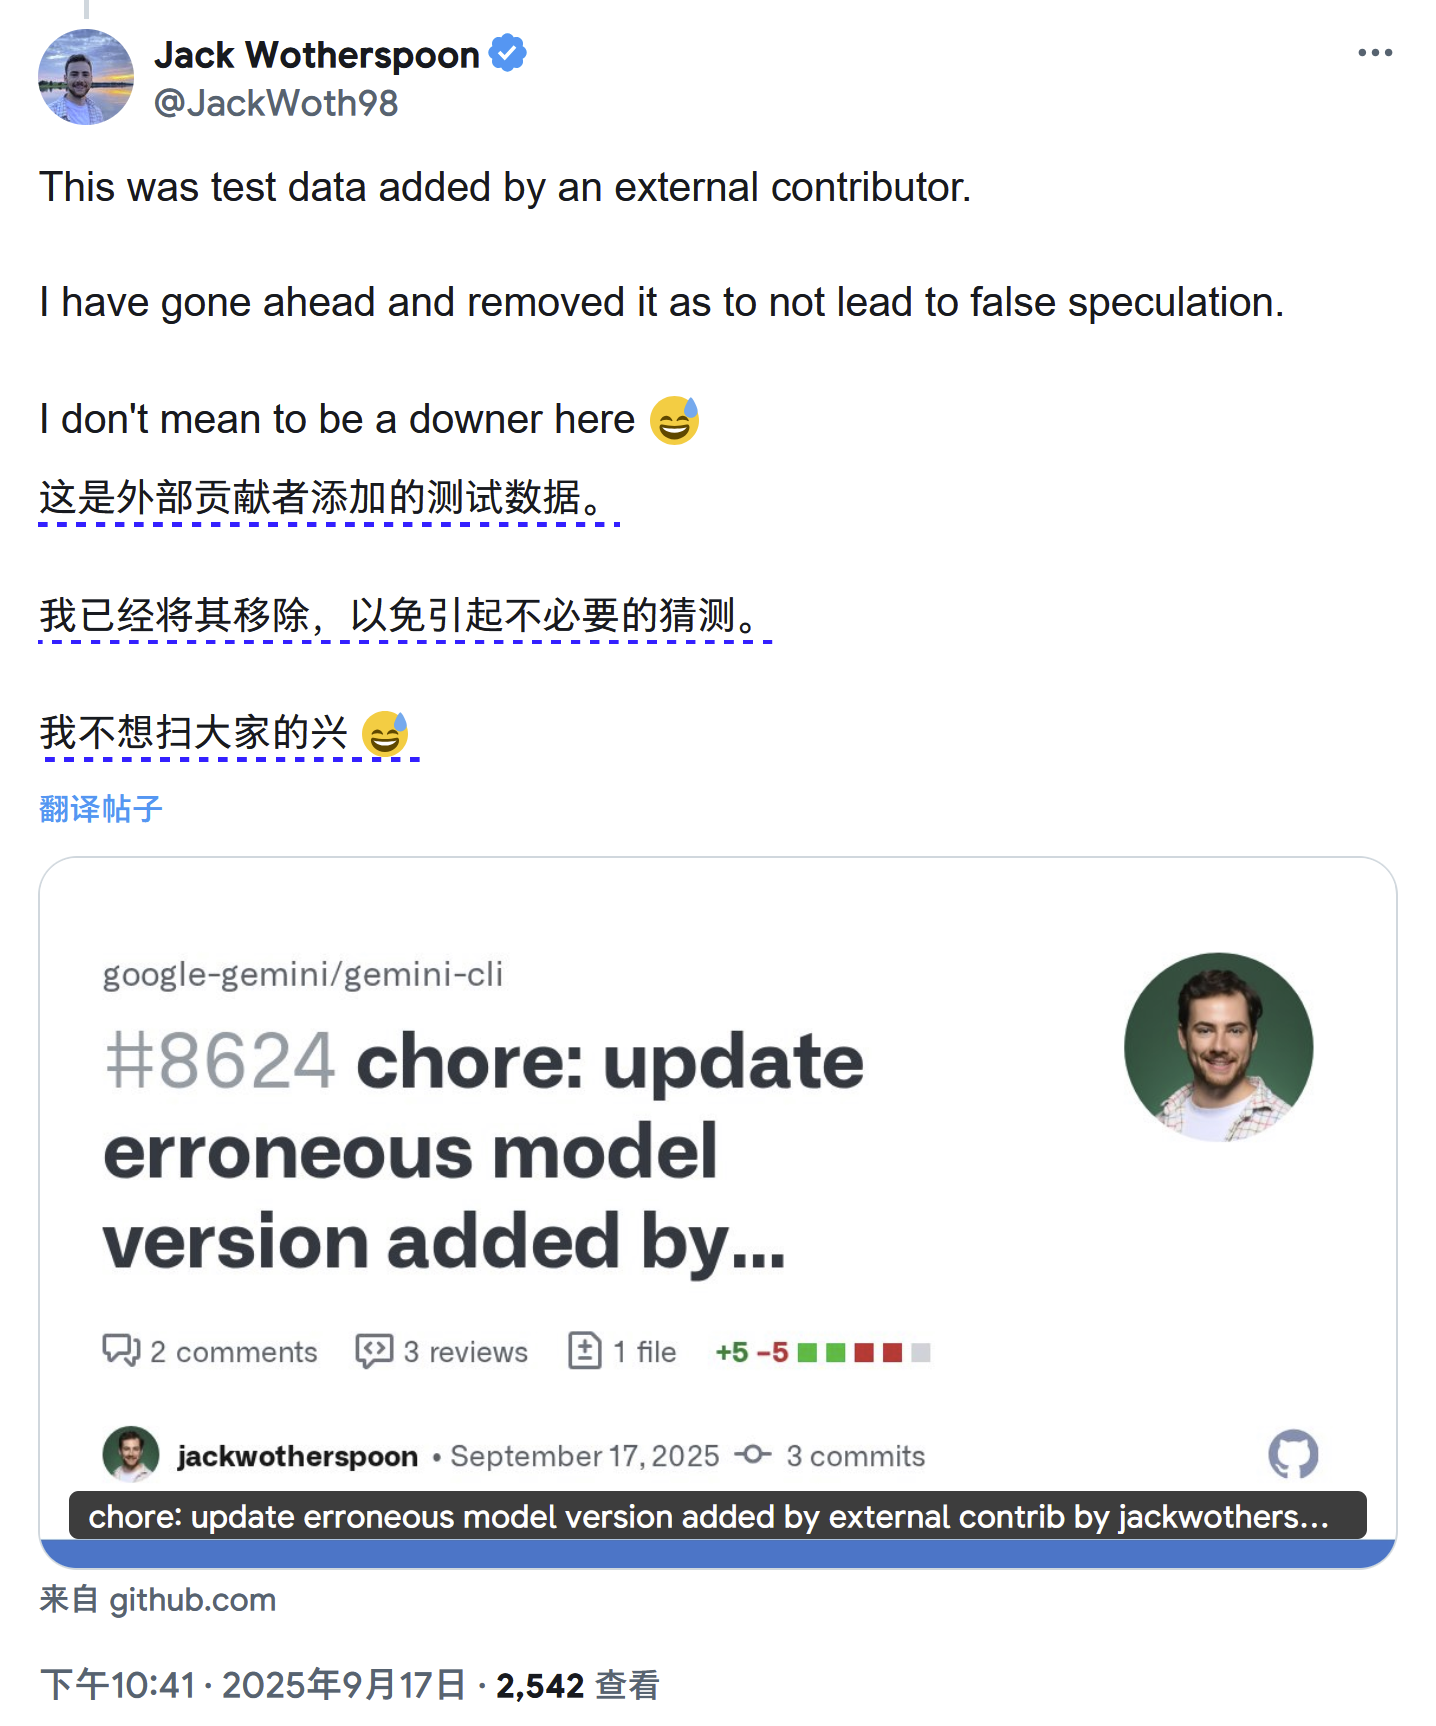 Jack Wotherspoon
@JackWoth98
This was test data added by an external contributor.
I have gone ahead and removed it as to not lead to false speculation.
I don't mean to be a downer here 😅
这是外部贡献者添加的测试数据。
我已经将其移除，以免引起不必要的猜测。
我不想扫大家的兴 😅
翻译帖子
google-gemini/gemini-cli
#8624 chore: update
erroneous model
version added by...
2 comments 3 reviews 1 file +5 -5
jackwotherspoon • September 17, 2025 3 commits
chore: update erroneous model version added by external contrib by jackwothers...
来自 github.com
下午10:41 · 2025年9月17日 · 2,542 查看